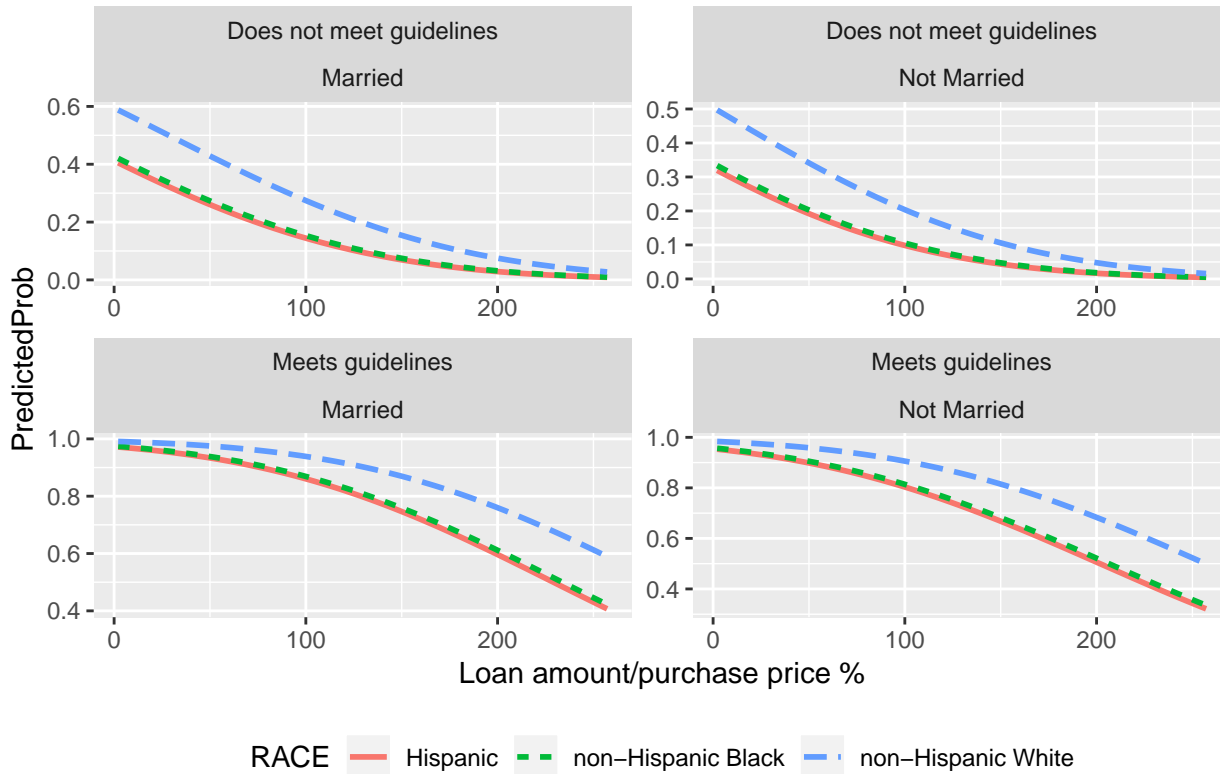 Does not meet guidelines
Married
0.6
0.4
0.2
0.0
0 100 200
Does not meet guidelines
Not Married
0.5
0.4
0.3
0.2
0.1
0.0
0 100 200
Meets guidelines
Married
1.0
0.8
0.6
0.4
0 100 200
Meets guidelines
Not Married
1.0
0.8
0.6
0.4
0 100 200
PredictedProb
Loan amount/purchase price %
RACE Hispanic non−Hispanic Black non−Hispanic White